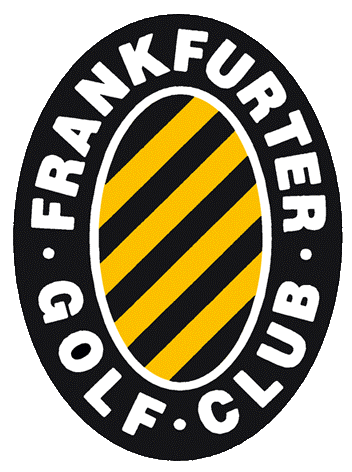 FRANKFURTER
· GOLF · CLUB ·